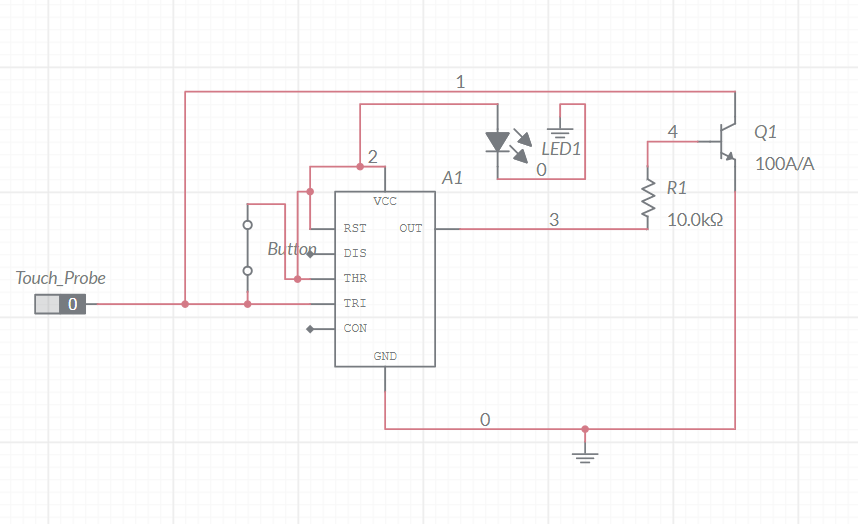 1
2
A1
LED1
0
4
Q1
100A/A
R1
10.0kΩ
3
VCC
RST
OUT
DIS
Button
THR
TRI
CON
GND
Touch_Probe
0
0